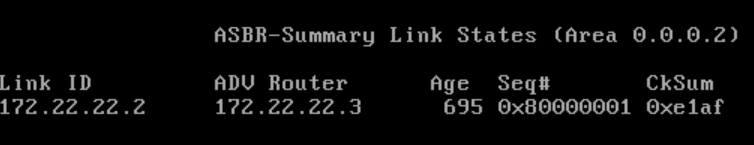 ASBR-Summary Link States (Area 0.0.0.2)
Link ID ADV Router Age Seq# CkSum
172.22.22.2 172.22.22.3 695 0x80000001 0xe1af